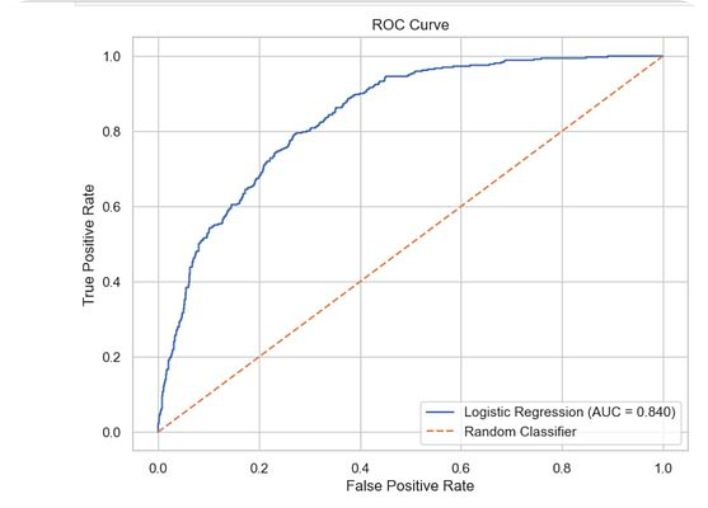 ROC Curve
True Positive Rate
1.0
0.8
0.6
0.4
0.2
0.0
Logistic Regression (AUC = 0.840)
Random Classifier
0.0 0.2 0.4 0.6 0.8 1.0
False Positive Rate